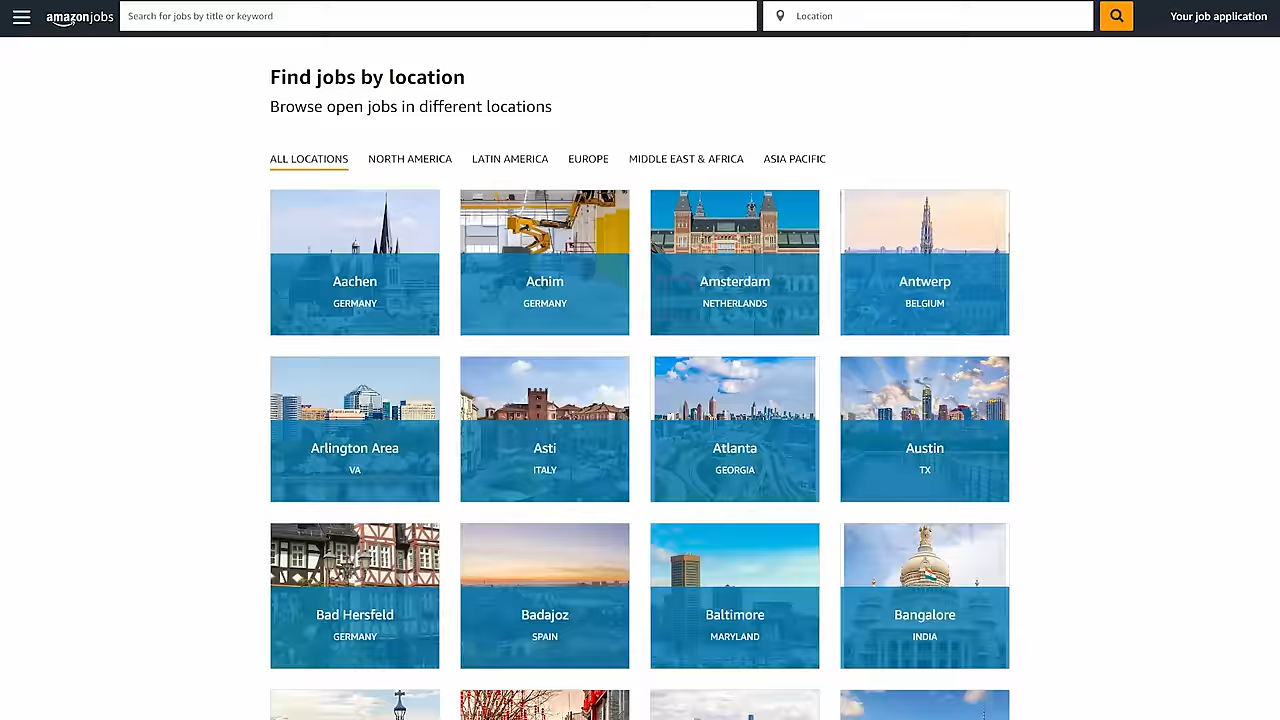 amazonjobs
Search for jobs by title or keyword
Location
Your job application
Find jobs by location
Browse open jobs in different locations
ALL LOCATIONS NORTH AMERICA LATIN AMERICA EUROPE MIDDLE EAST & AFRICA ASIA PACIFIC
Aachen
GERMANY
Achim
GERMANY
Amsterdam
NETHERLANDS
Antwerp
BELGIUM
Arlington Area
VA
Asti
ITALY
Atlanta
GEORGIA
Austin
TX
Bad Hersfeld
GERMANY
Badajoz
SPAIN
Baltimore
MARYLAND
Bangalore
INDIA